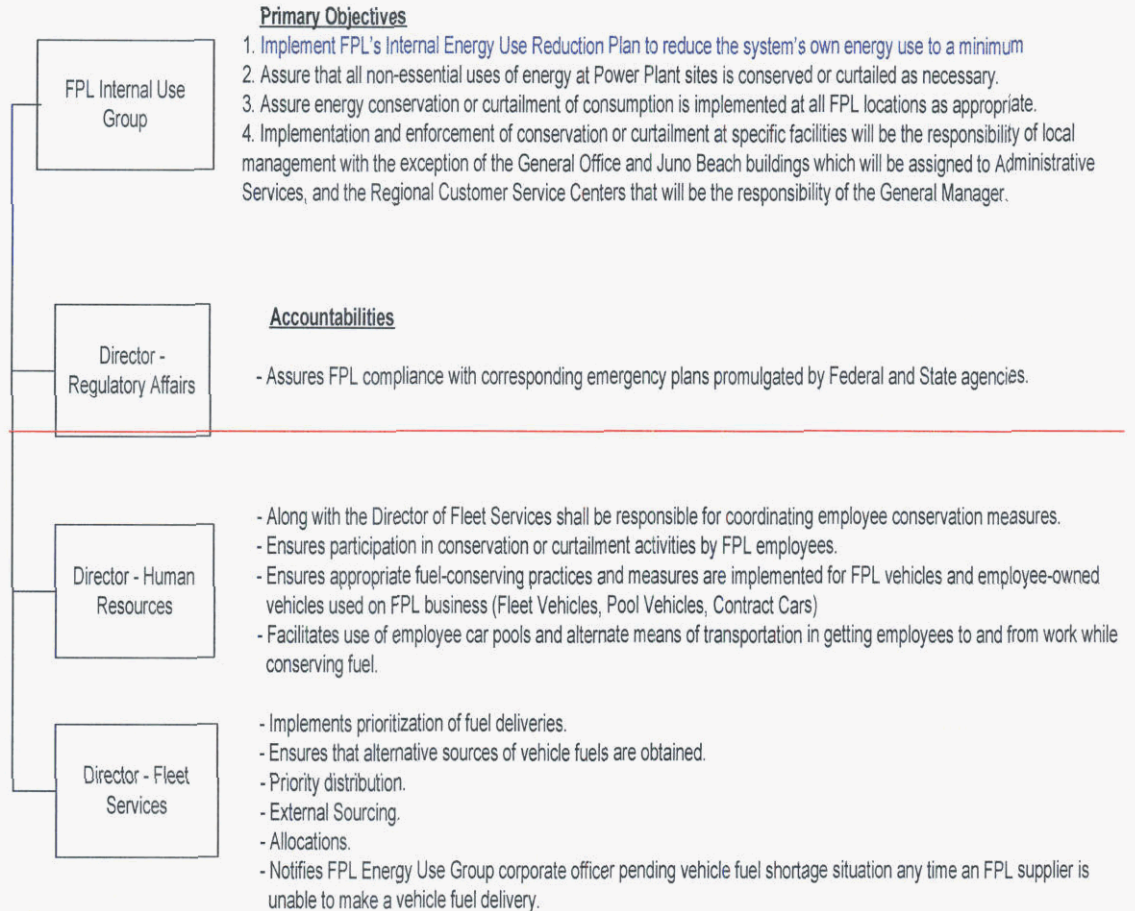 Primary Objectives
FPL Internal Use
Group
1. Implement FPL's Internal Energy Use Reduction Plan to reduce the system's own energy use to a minimum
2. Assure that all non-essential uses of energy at Power Plant sites is conserved or curtailed as necessary.
3. Assure energy conservation or curtailment of consumption is implemented at all FPL locations as appropriate.
4. Implementation and enforcement of conservation or curtailment at specific facilities will be the responsibility of local
management with the exception of the General Office and Juno Beach buildings which will be assigned to Administrative
Services, and the Regional Customer Service Centers that will be the responsibility of the General Manager.
Accountabilities
Director -
Regulatory Affairs
- Assures FPL compliance with corresponding emergency plans promulgated by Federal and State agencies.
Director - Human
Resources
- Along with the Director of Fleet Services shall be responsible for coordinating employee conservation measures.
- Ensures participation in conservation or curtailment activities by FPL employees.
- Ensures appropriate fuel-conserving practices and measures are implemented for FPL vehicles and employee-owned
vehicles used on FPL business (Fleet Vehicles, Pool Vehicles, Contract Cars)
- Facilitates use of employee car pools and alternate means of transportation in getting employees to and from work while
conserving fuel.
Director - Fleet
Services
- Implements prioritization of fuel deliveries.
- Ensures that alternative sources of vehicle fuels are obtained.
- Priority distribution.
- External Sourcing.
- Allocations.
- Notifies FPL Energy Use Group corporate officer pending vehicle fuel shortage situation any time an FPL supplier is
unable to make a vehicle fuel delivery.